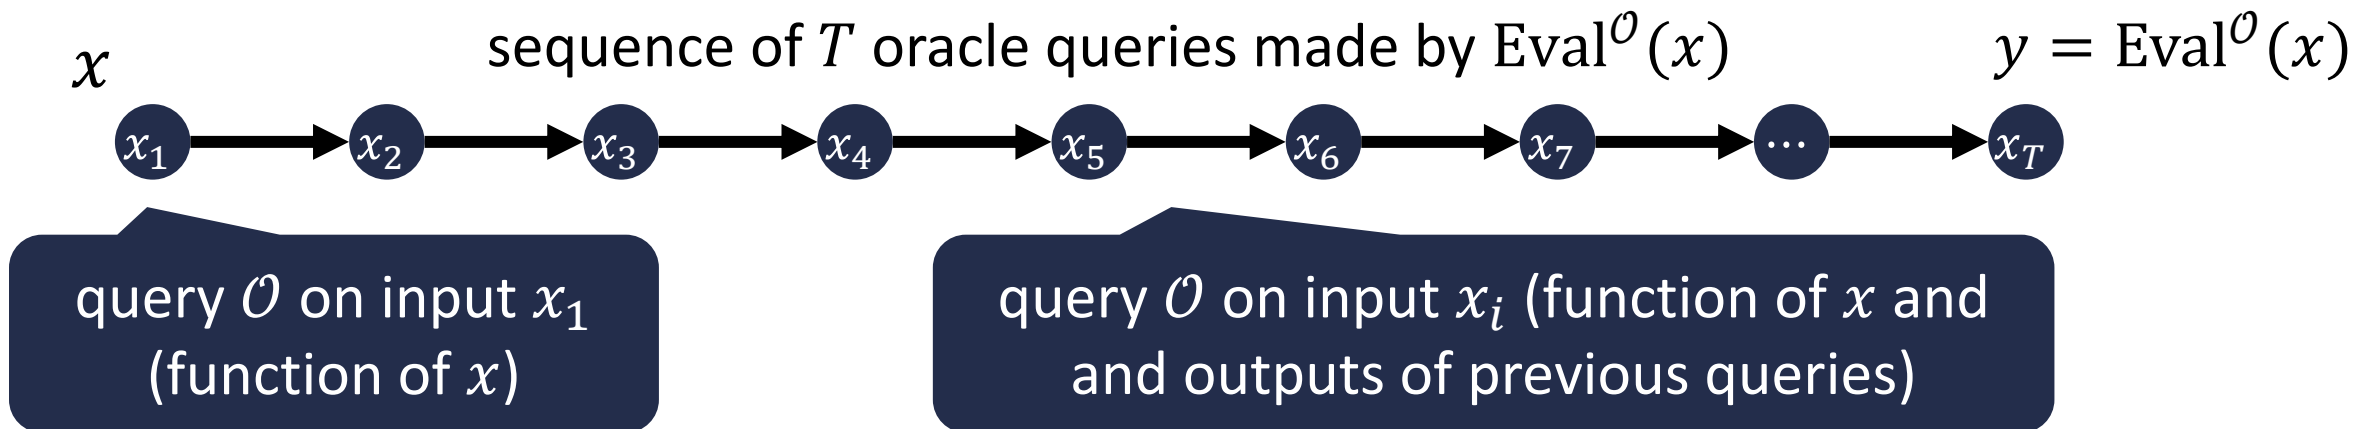 x sequence of T oracle queries made by Eval^𝒪(x) y = Eval^𝒪(x)
x₁ x₂ x₃ x₄ x₅ x₆ x₇ ⋯ x_T
query 𝒪 on input x₁
(function of x)
query 𝒪 on input xᵢ (function of x and
and outputs of previous queries)